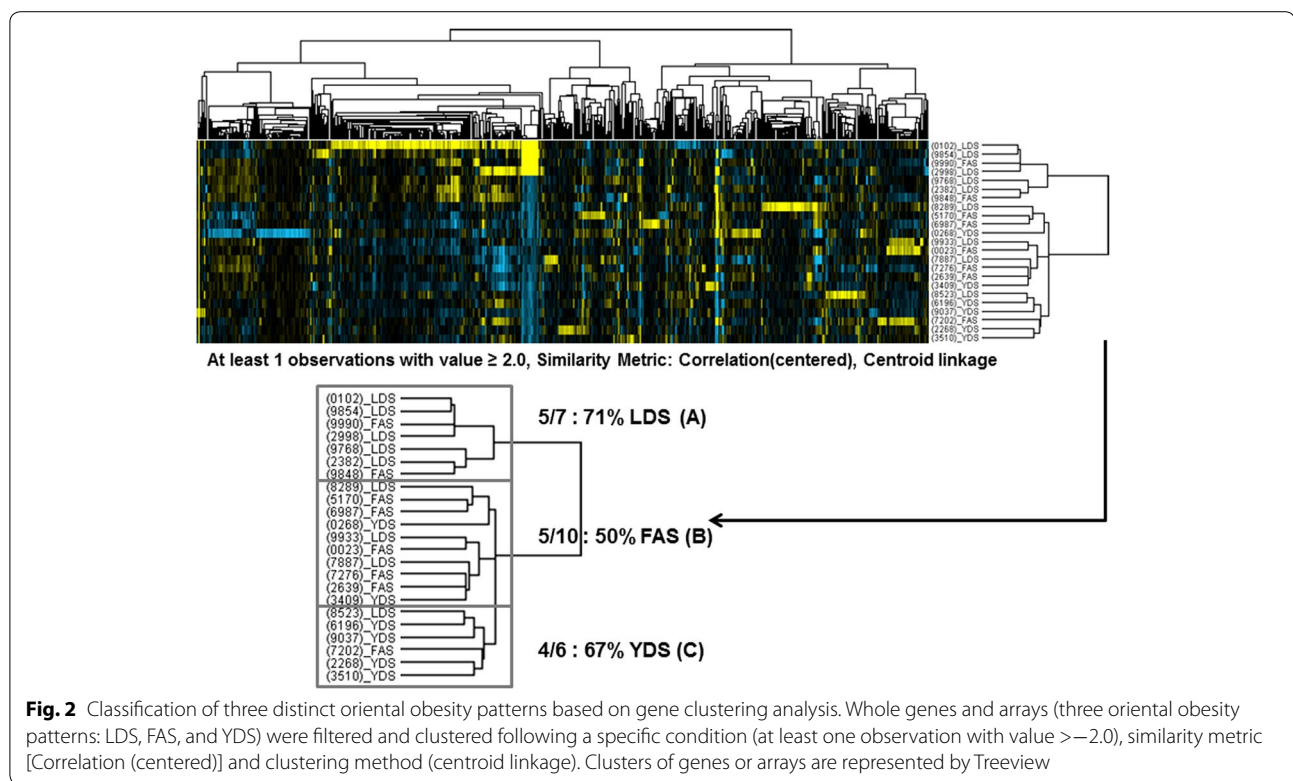 (0102)_LDS
(9854)_LDS
(9990)_FAS
(2998)_LDS
(9768)_LDS
(2382)_LDS
(9848)_FAS
(8289)_LDS
(5170)_FAS
(6987)_FAS
(0268)_YDS
(9933)_LDS
(0023)_FAS
(7887)_LDS
(7276)_FAS
(2639)_FAS
(3409)_YDS
(8523)_LDS
(6196)_YDS
(9037)_YDS
(7202)_FAS
(2268)_YDS
(3510)_YDS
At least 1 observations with value ≥ 2.0, Similarity Metric: Correlation(centered), Centroid linkage
(0102)_LDS
(9854)_LDS
(9990)_FAS
(2998)_LDS
(9768)_LDS
(2382)_LDS
(9848)_FAS
5/7 : 71% LDS (A)
(8289)_LDS
(5170)_FAS
(6987)_FAS
(0268)_YDS
(9933)_LDS
(0023)_FAS
(7887)_LDS
(7276)_FAS
(2639)_FAS
(3409)_YDS
5/10 : 50% FAS (B)
(8523)_LDS
(6196)_YDS
(9037)_YDS
(7202)_FAS
(2268)_YDS
(3510)_YDS
4/6 : 67% YDS (C)
Fig. 2 Classification of three distinct oriental obesity patterns based on gene clustering analysis. Whole genes and arrays (three oriental obesity
patterns: LDS, FAS, and YDS) were filtered and clustered following a specific condition (at least one observation with value >−2.0), similarity metric
[Correlation (centered)] and clustering method (centroid linkage). Clusters of genes or arrays are represented by Treeview